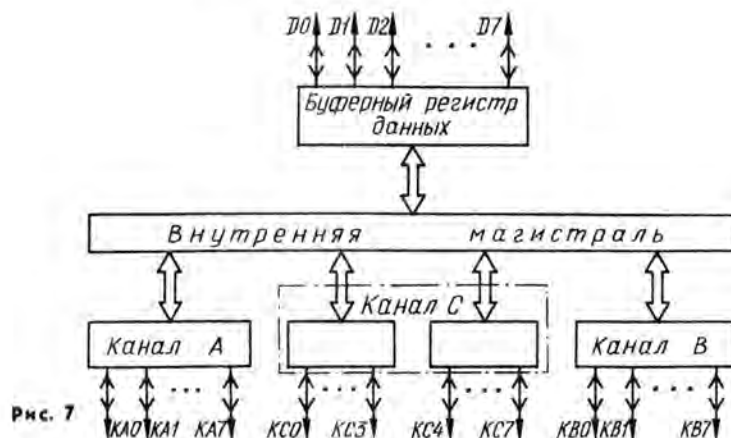 D0 D1 D2 ... D7
Буферный регистр
данных
Внутренняя магистраль
Канал С
Канал А
Канал В
... ... ... ...
Рис. 7
КА0 КА1 КА7 КС0 КС3 КС4 КС7 КВ0 КВ1 КВ7